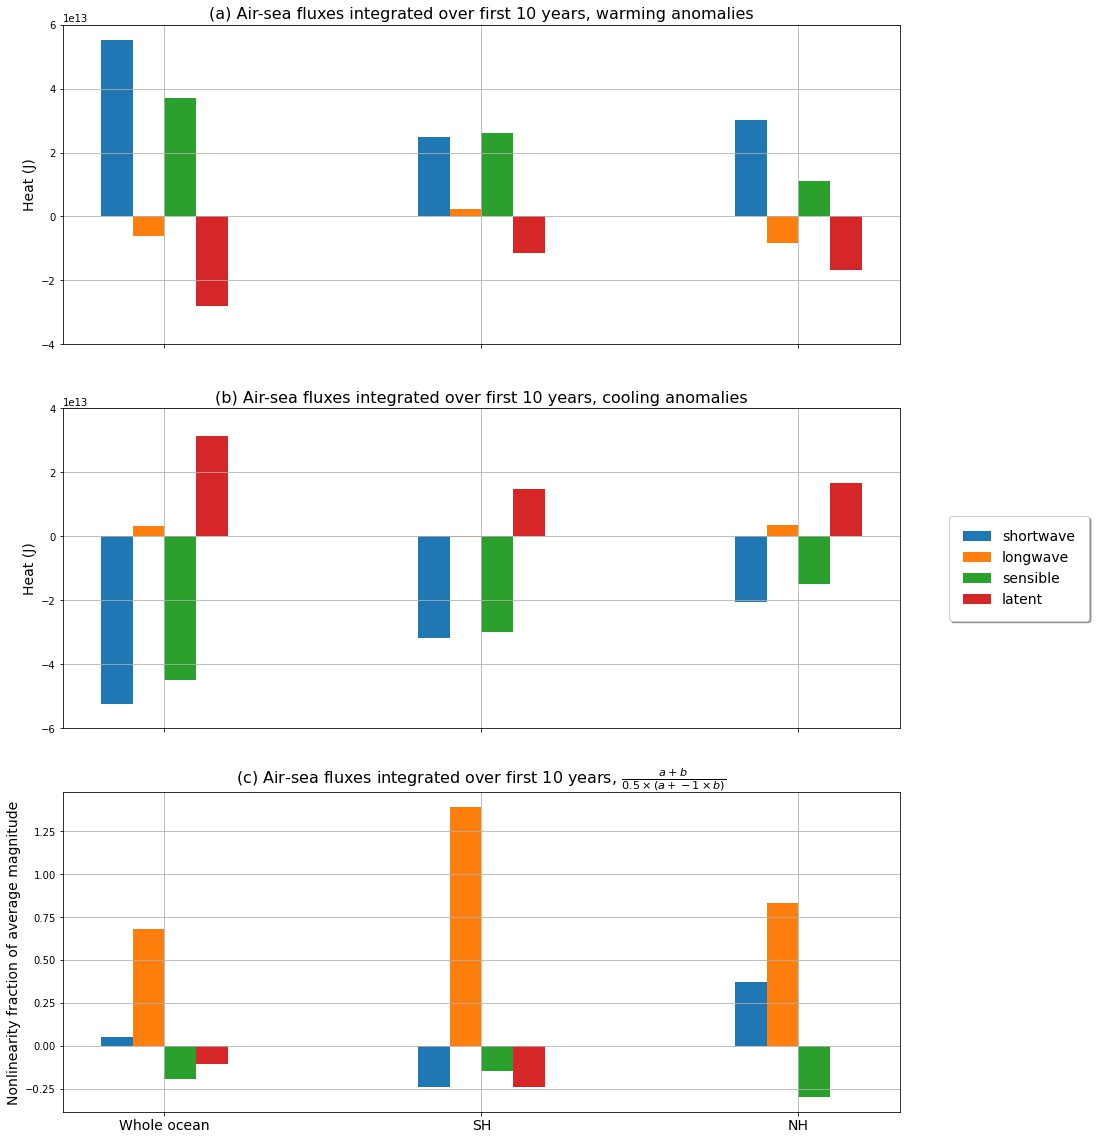 (a) Air-sea fluxes integrated over first 10 years, warming anomalies
1e13
6
4
2
0
−2
−4
Heat (J)
(b) Air-sea fluxes integrated over first 10 years, cooling anomalies
1e13
4
2
0
−2
−4
−6
Heat (J)
shortwave
longwave
sensible
latent
(c) Air-sea fluxes integrated over first 10 years, a + b / 0.5 × (a + −1 × b)
1.25
1.00
0.75
0.50
0.25
0.00
−0.25
Nonlinearity fraction of average magnitude
Whole ocean SH NH